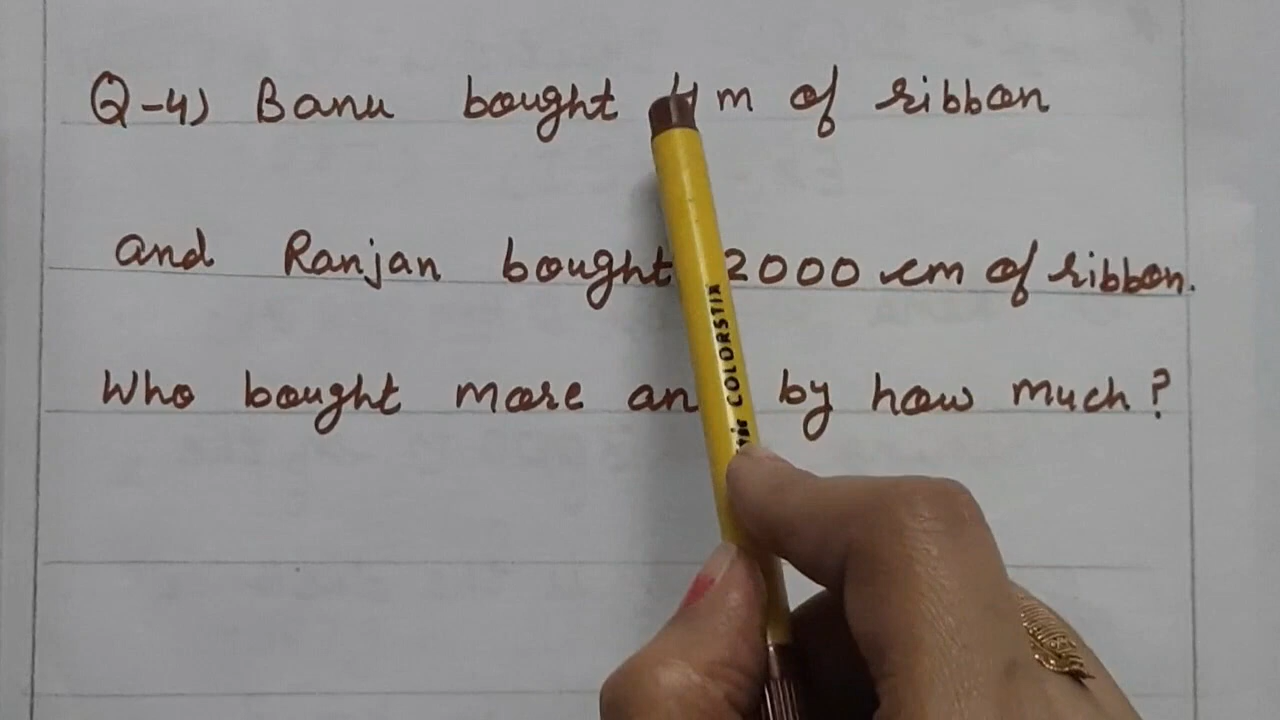 Q-4) Banu bought 4 m of ribbon
and Ranjan bought 2000 cm of ribbon.
Who bought more an by how much?
COLORSTIX